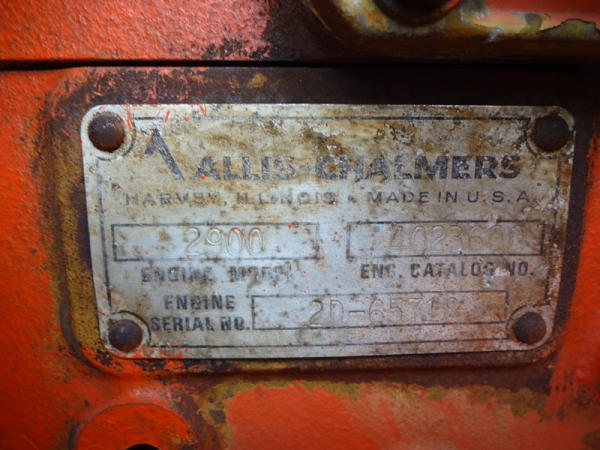 ALLIS-CHALMERS
HARVEY, ILLINOIS • MADE IN U.S.A.
2900
ENGINE MODEL ENG. CATALOG NO.
ENGINE
SERIAL NO.